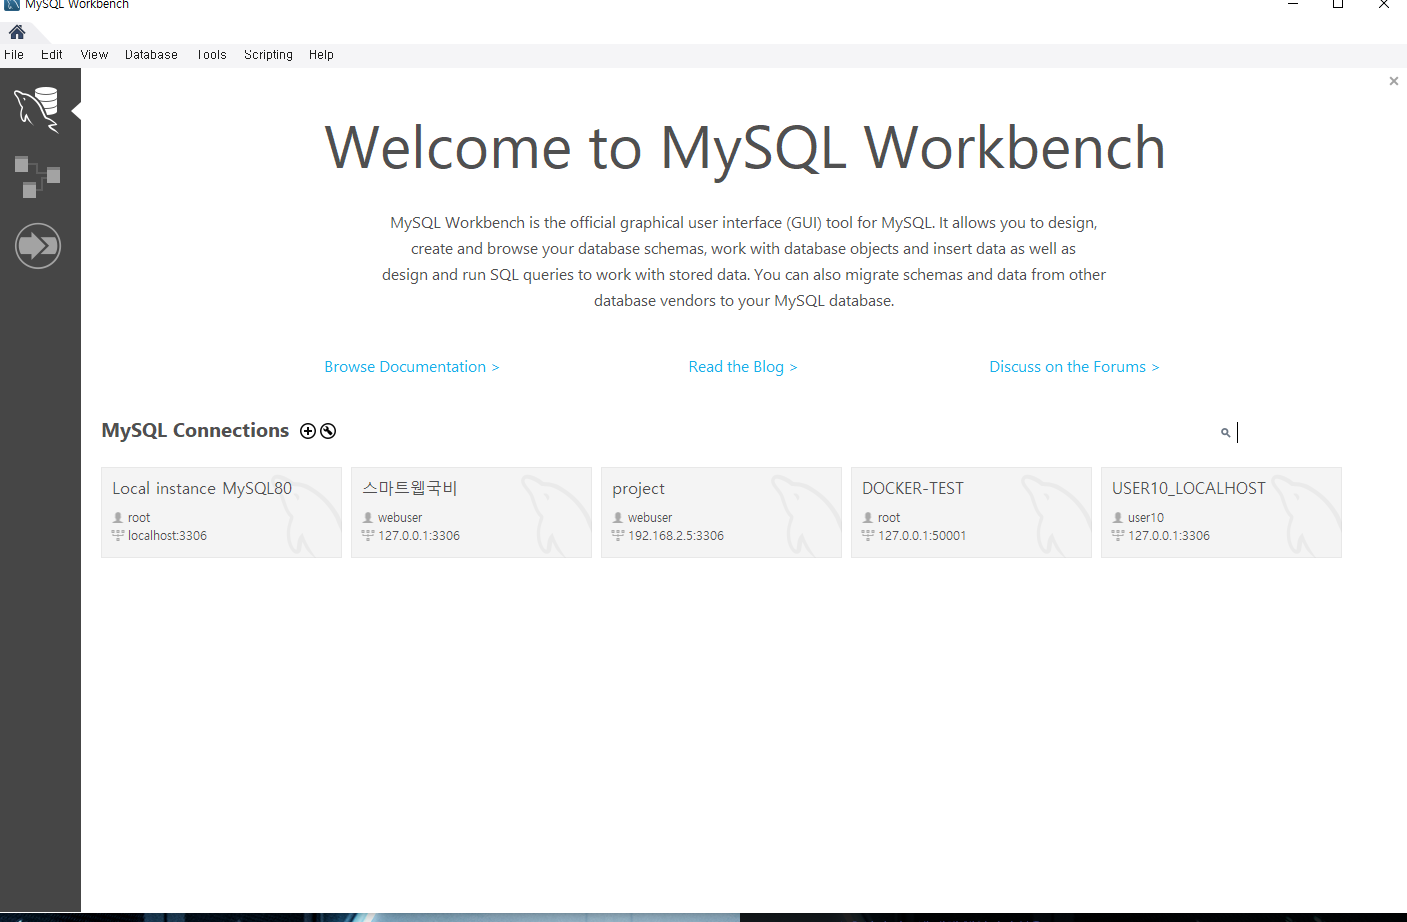 MySQL Workbench
File Edit View Database Tools Scripting Help
Welcome to MySQL Workbench
MySQL Workbench is the official graphical user interface (GUI) tool for MySQL. It allows you to design,
create and browse your database schemas, work with database objects and insert data as well as
design and run SQL queries to work with stored data. You can also migrate schemas and data from other
database vendors to your MySQL database.
Browse Documentation >
Read the Blog >
Discuss on the Forums >
MySQL Connections
Local instance MySQL80
root
localhost:3306
스마트웹국비
webuser
127.0.0.1:3306
project
webuser
192.168.2.5:3306
DOCKER-TEST
root
127.0.0.1:50001
USER10_LOCALHOST
user10
127.0.0.1:3306